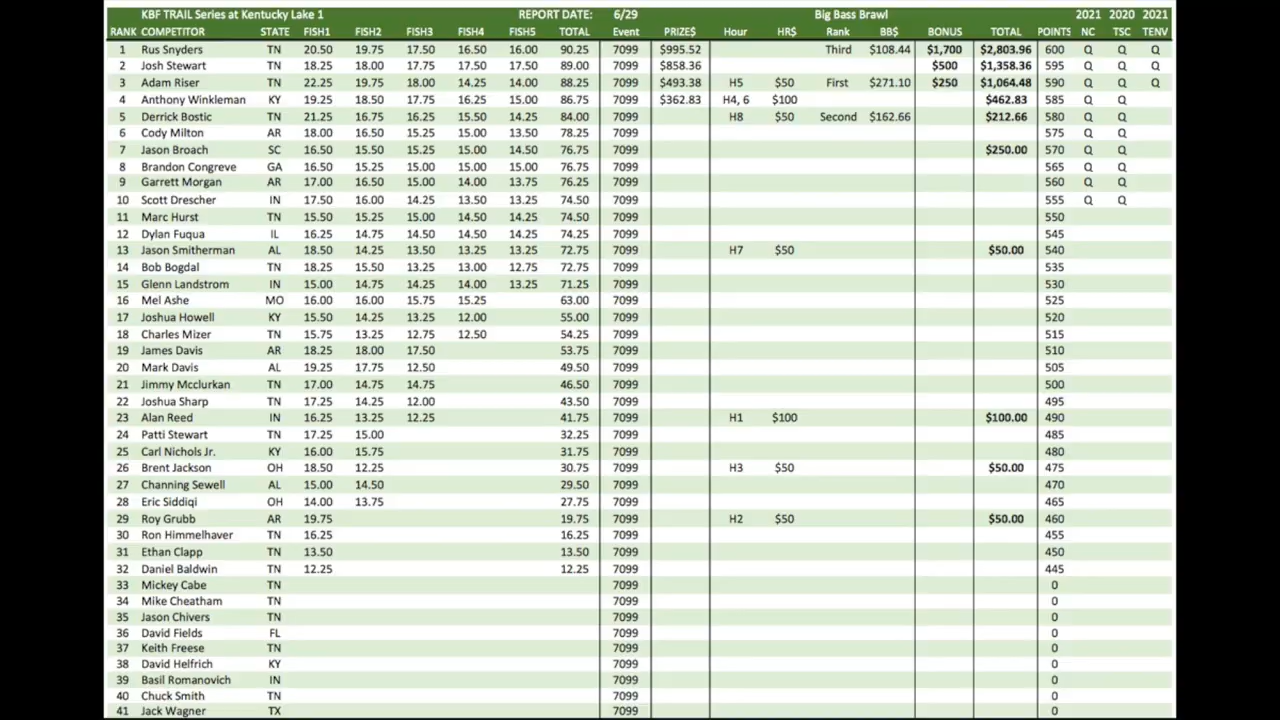 KBF TRAIL Series at Kentucky Lake 1 REPORT DATE: 6/29 Big Bass Brawl 2021 2020 2021
RANK COMPETITOR STATE FISH1 FISH2 FISH3 FISH4 FISH5 TOTAL Event PRIZE$ Hour HR$ Rank BB$ BONUS TOTAL POINTS NC TSC TENV
1 Rus Snyders TN 20.50 19.75 17.50 16.50 16.00 90.25 7099 $995.52 Third $108.44 $1,700 $2,803.96 600 Q Q Q
2 Josh Stewart TN 18.25 18.00 17.75 17.50 17.50 89.00 7099 $858.36 $500 $1,358.36 595 Q Q Q
3 Adam Riser TN 22.25 19.75 18.00 14.25 14.00 88.25 7099 $493.38 H5 $50 First $271.10 $250 $1,064.48 590 Q Q Q
4 Anthony Winkleman KY 19.25 18.50 17.75 16.25 15.00 86.75 7099 $362.83 H4, 6 $100 $462.83 585 Q Q
5 Derrick Bostic TN 21.25 16.75 16.25 15.50 14.25 84.00 7099 H8 $50 Second $162.66 $212.66 580 Q Q
6 Cody Milton AR 18.00 16.50 15.25 15.00 13.50 78.25 7099 575 Q Q
7 Jason Broach SC 16.50 15.50 15.25 15.00 14.50 76.75 7099 $250.00 570 Q Q
8 Brandon Congreve GA 16.50 15.25 15.00 15.00 15.00 76.75 7099 565 Q Q
9 Garrett Morgan AR 17.00 16.50 15.00 14.00 13.75 76.25 7099 560 Q Q
10 Scott Drescher IN 17.50 16.00 14.25 13.50 13.25 74.50 7099 555 Q Q
11 Marc Hurst TN 15.50 15.25 15.00 14.50 14.25 74.50 7099 550
12 Dylan Fuqua IL 16.25 14.75 14.50 14.50 14.25 74.25 7099 545
13 Jason Smitherman AL 18.50 14.25 13.50 13.25 13.25 72.75 7099 H7 $50 $50.00 540
14 Bob Bogdal TN 18.25 15.50 13.25 13.00 12.75 72.75 7099 535
15 Glenn Landstrom IN 15.00 14.75 14.25 14.00 13.25 71.25 7099 530
16 Mel Ashe MO 16.00 16.00 15.75 15.25 63.00 7099 525
17 Joshua Howell KY 15.50 14.25 13.25 12.00 55.00 7099 520
18 Charles Mizer TN 15.75 13.25 12.75 12.50 54.25 7099 515
19 James Davis AR 18.25 18.00 17.50 53.75 7099 510
20 Mark Davis AL 19.25 17.75 12.50 49.50 7099 505
21 Jimmy Mcclurkan TN 17.00 14.75 14.75 46.50 7099 500
22 Joshua Sharp TN 17.25 14.25 12.00 43.50 7099 495
23 Alan Reed IN 16.25 13.25 12.25 41.75 7099 H1 $100 $100.00 490
24 Patti Stewart TN 17.25 15.00 32.25 7099 485
25 Carl Nichols Jr. KY 16.00 15.75 31.75 7099 480
26 Brent Jackson OH 18.50 12.25 30.75 7099 H3 $50 $50.00 475
27 Channing Sewell AL 15.00 14.50 29.50 7099 470
28 Eric Siddiqi OH 14.00 13.75 27.75 7099 465
29 Roy Grubb AR 19.75 19.75 7099 H2 $50 $50.00 460
30 Ron Himmelhaver TN 16.25 16.25 7099 455
31 Ethan Clapp TN 13.50 13.50 7099 450
32 Daniel Baldwin TN 12.25 12.25 7099 445
33 Mickey Cabe TN 7099 0
34 Mike Cheatham TN 7099 0
35 Jason Chivers TN 7099 0
36 David Fields FL 7099 0
37 Keith Freese TN 7099 0
38 David Helfrich KY 7099 0
39 Basil Romanovich IN 7099 0
40 Chuck Smith TN 7099 0
41 Jack Wagner TX 7099 0